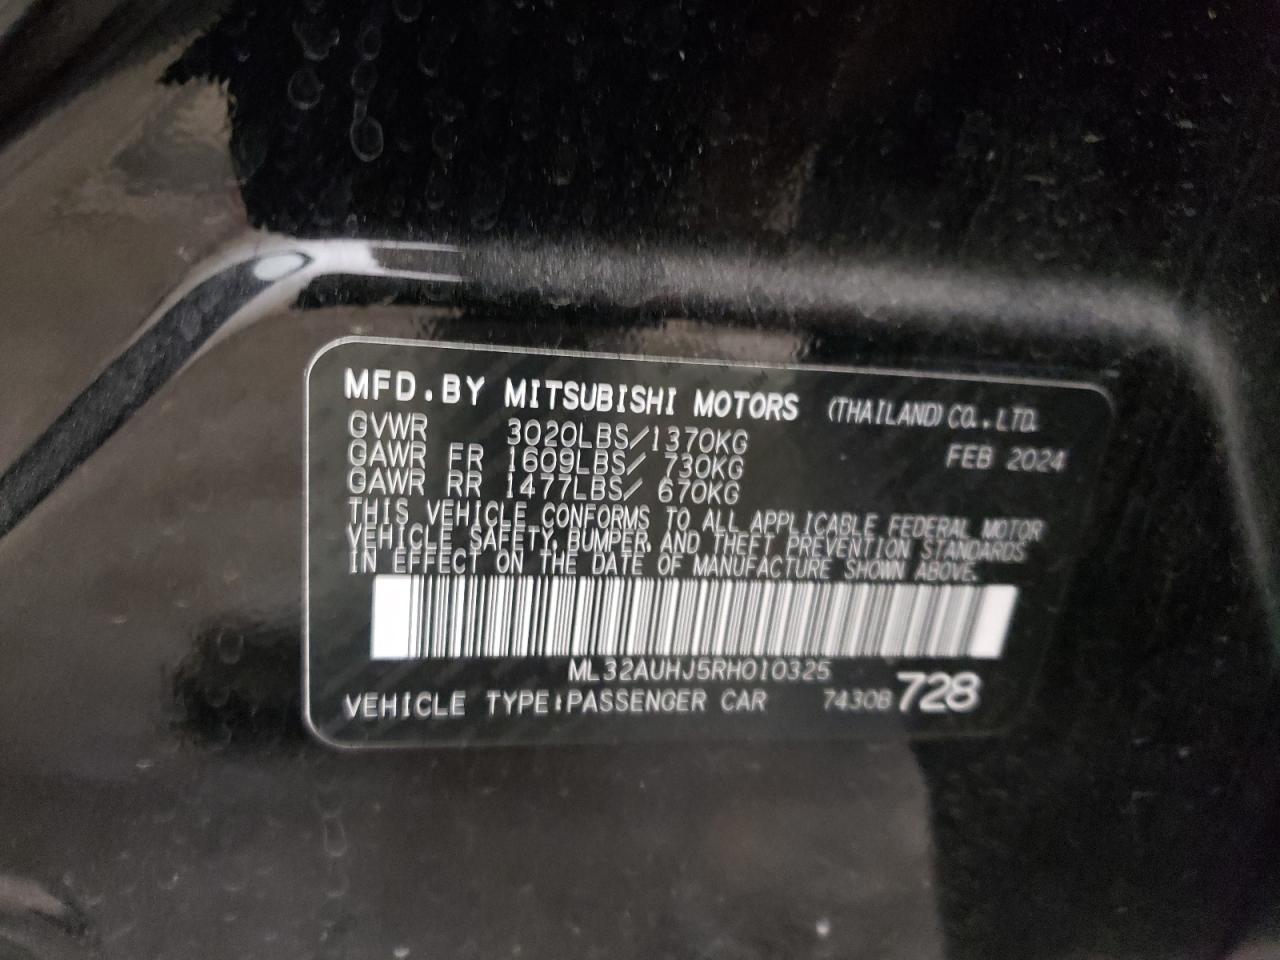 MFD.BY MITSUBISHI MOTORS (THAILAND) CO.,LTD.
GVWR 3020LBS/1370KG FEB 2024
GAWR FR 1609LBS/ 730KG
GAWR RR 1477LBS/ 670KG
THIS VEHICLE CONFORMS TO ALL APPLICABLE FEDERAL MOTOR
VEHICLE SAFETY, BUMPER, AND THEFT PREVENTION STANDARDS
IN EFFECT ON THE DATE OF MANUFACTURE SHOWN ABOVE.
ML32AUHJ5RH010325
VEHICLE TYPE:PASSENGER CAR 7430B 728